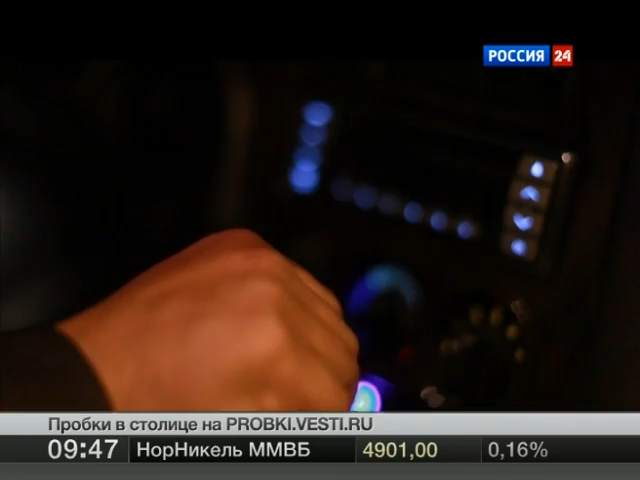 РОССИЯ 24
Пробки в столице на PROBKI.VESTI.RU
09:47 НорНикель ММВБ 4901,00 0,16%